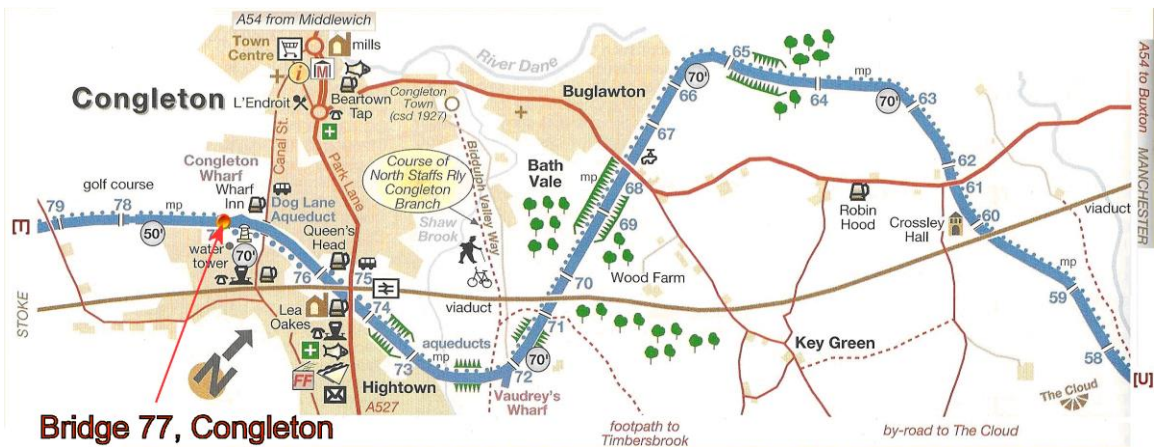 A54 from Middlewich
Town
Centre
mills
i
M
Congleton
L'Endroit
Beartown
Tap
Congleton
Town
(csd 1927)
River Dane
Buglawton
Canal St.
Park Lane
Congleton
Wharf
Wharf
Inn
Dog Lane
Aqueduct
Queen's
Head
golf course
mp
79
78
50'
70'
water
tower
76
75
74
73
72
71
70
69
68
67
66
65
64
63
62
61
60
59
58
Course of
North Staffs Rly
Congleton
Branch
Biddulph Valley Way
Shaw
Brook
Bath
Vale
mp
70'
mp
70'
Robin
Hood
Crossley
Hall
viaduct
A54 to Buxton
MANCHESTER
Wood Farm
viaduct
mp
Key Green
The Cloud
E
U
STOKE
N
Lea
Oakes
FF
Hightown
A527
aqueducts
mp
70'
Vaudrey's
Wharf
footpath to
Timbersbrook
by-road to The Cloud
Bridge 77, Congleton